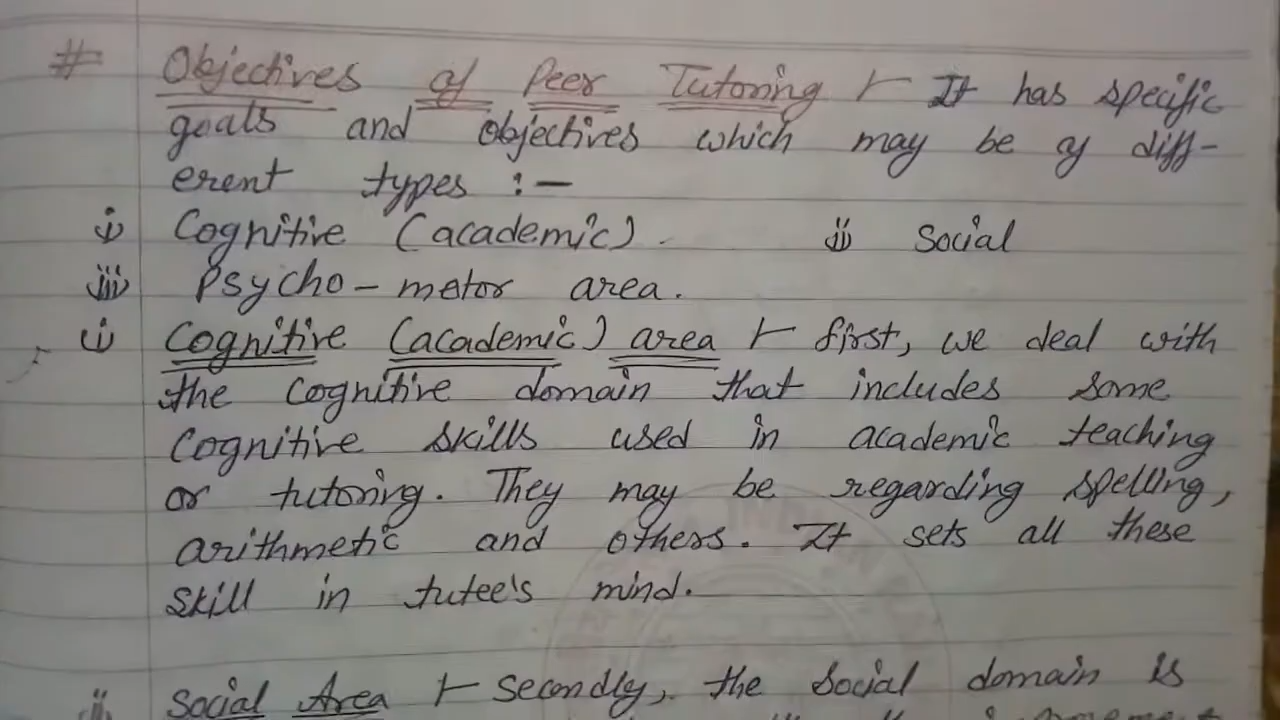 # Objectives of Peer Tutoring :- It has specific
goals and objectives which may be of diff-
erent types :-
i) Cognitive (academic). ii) Social
iii) Psycho-motor area.
i) Cognitive (academic) area :- first, we deal with
the cognitive domain that includes some
cognitive skills used in academic teaching
or tutoring. They may be regarding spelling,
arithmetic and others. It sets all these
skill in tutee's mind.
ii) Social Area :- secondly, the social domain is